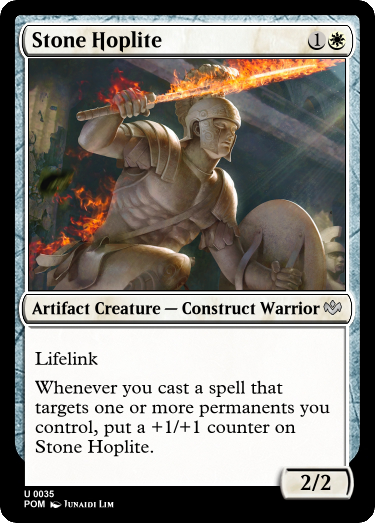 Stone Hoplite 1
Artifact Creature — Construct Warrior
Lifelink
Whenever you cast a spell that
targets one or more permanents you
control, put a +1/+1 counter on
Stone Hoplite.
2/2
U 0035
POM Junaidi Lim